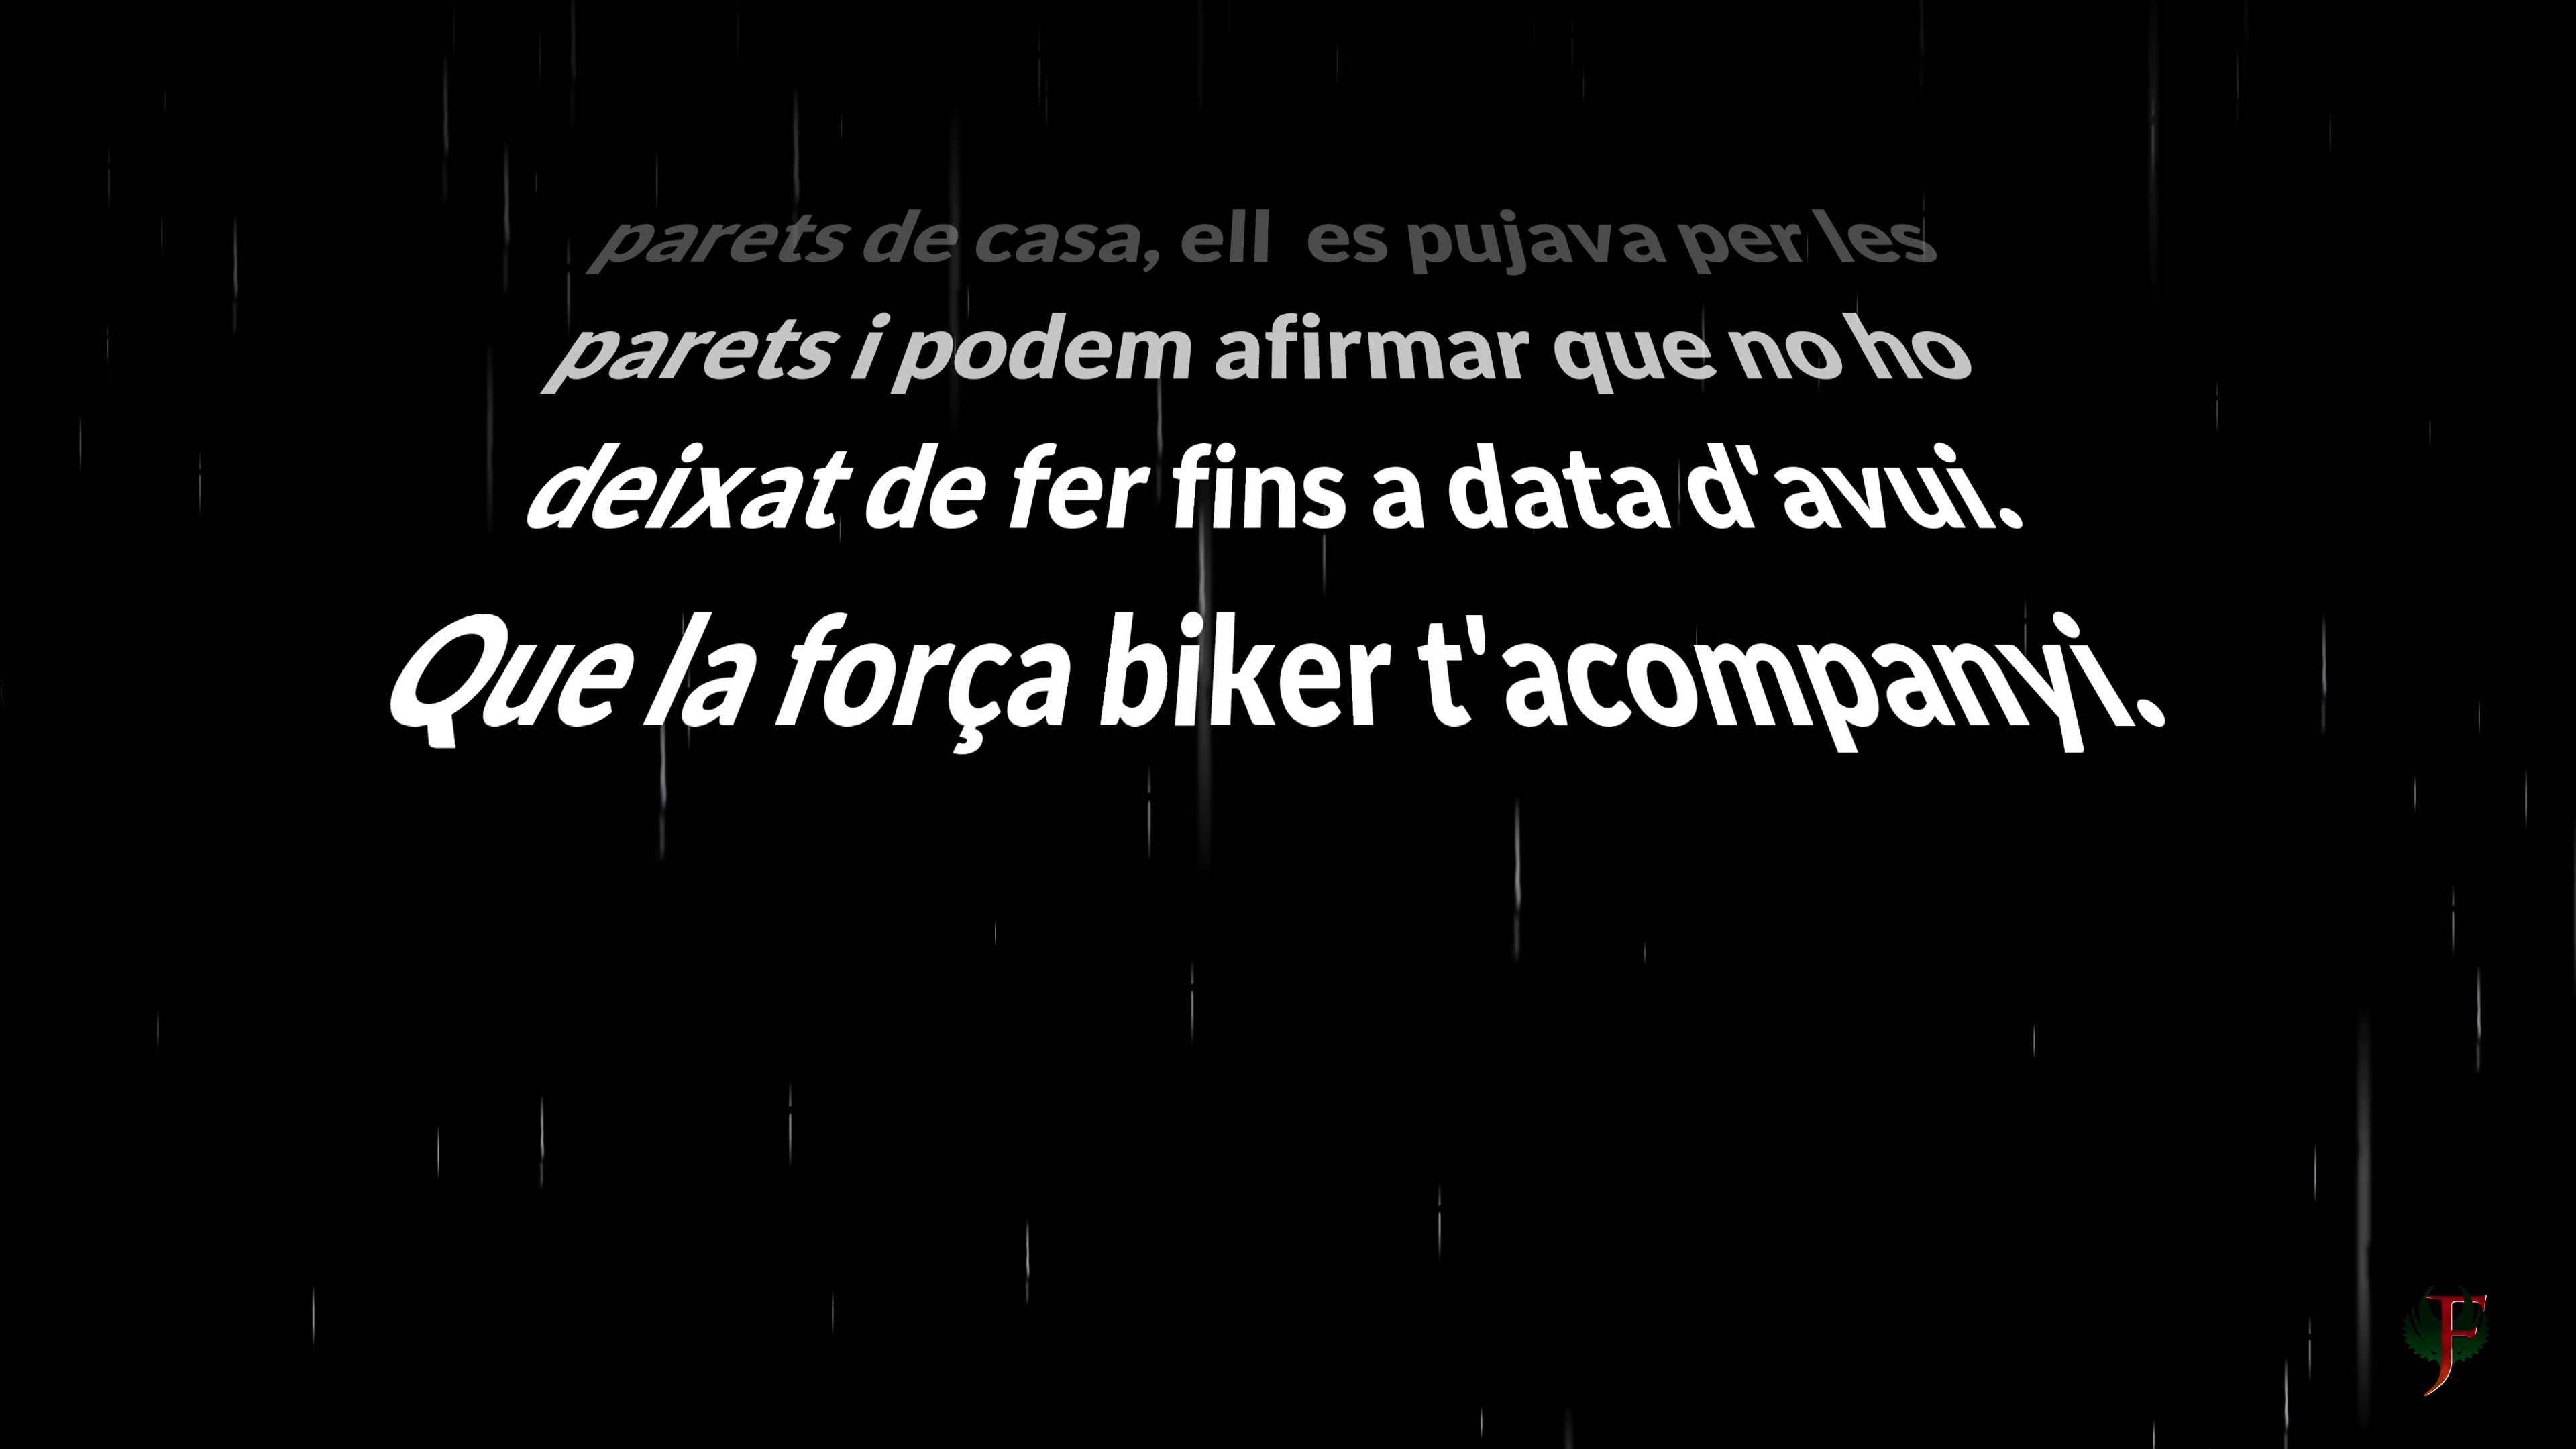 parets de casa, ell es pujava per les
parets i podem afirmar que no ho
deixat de fer fins a data d'avui.
Que la força biker t'acompanyi.
JF